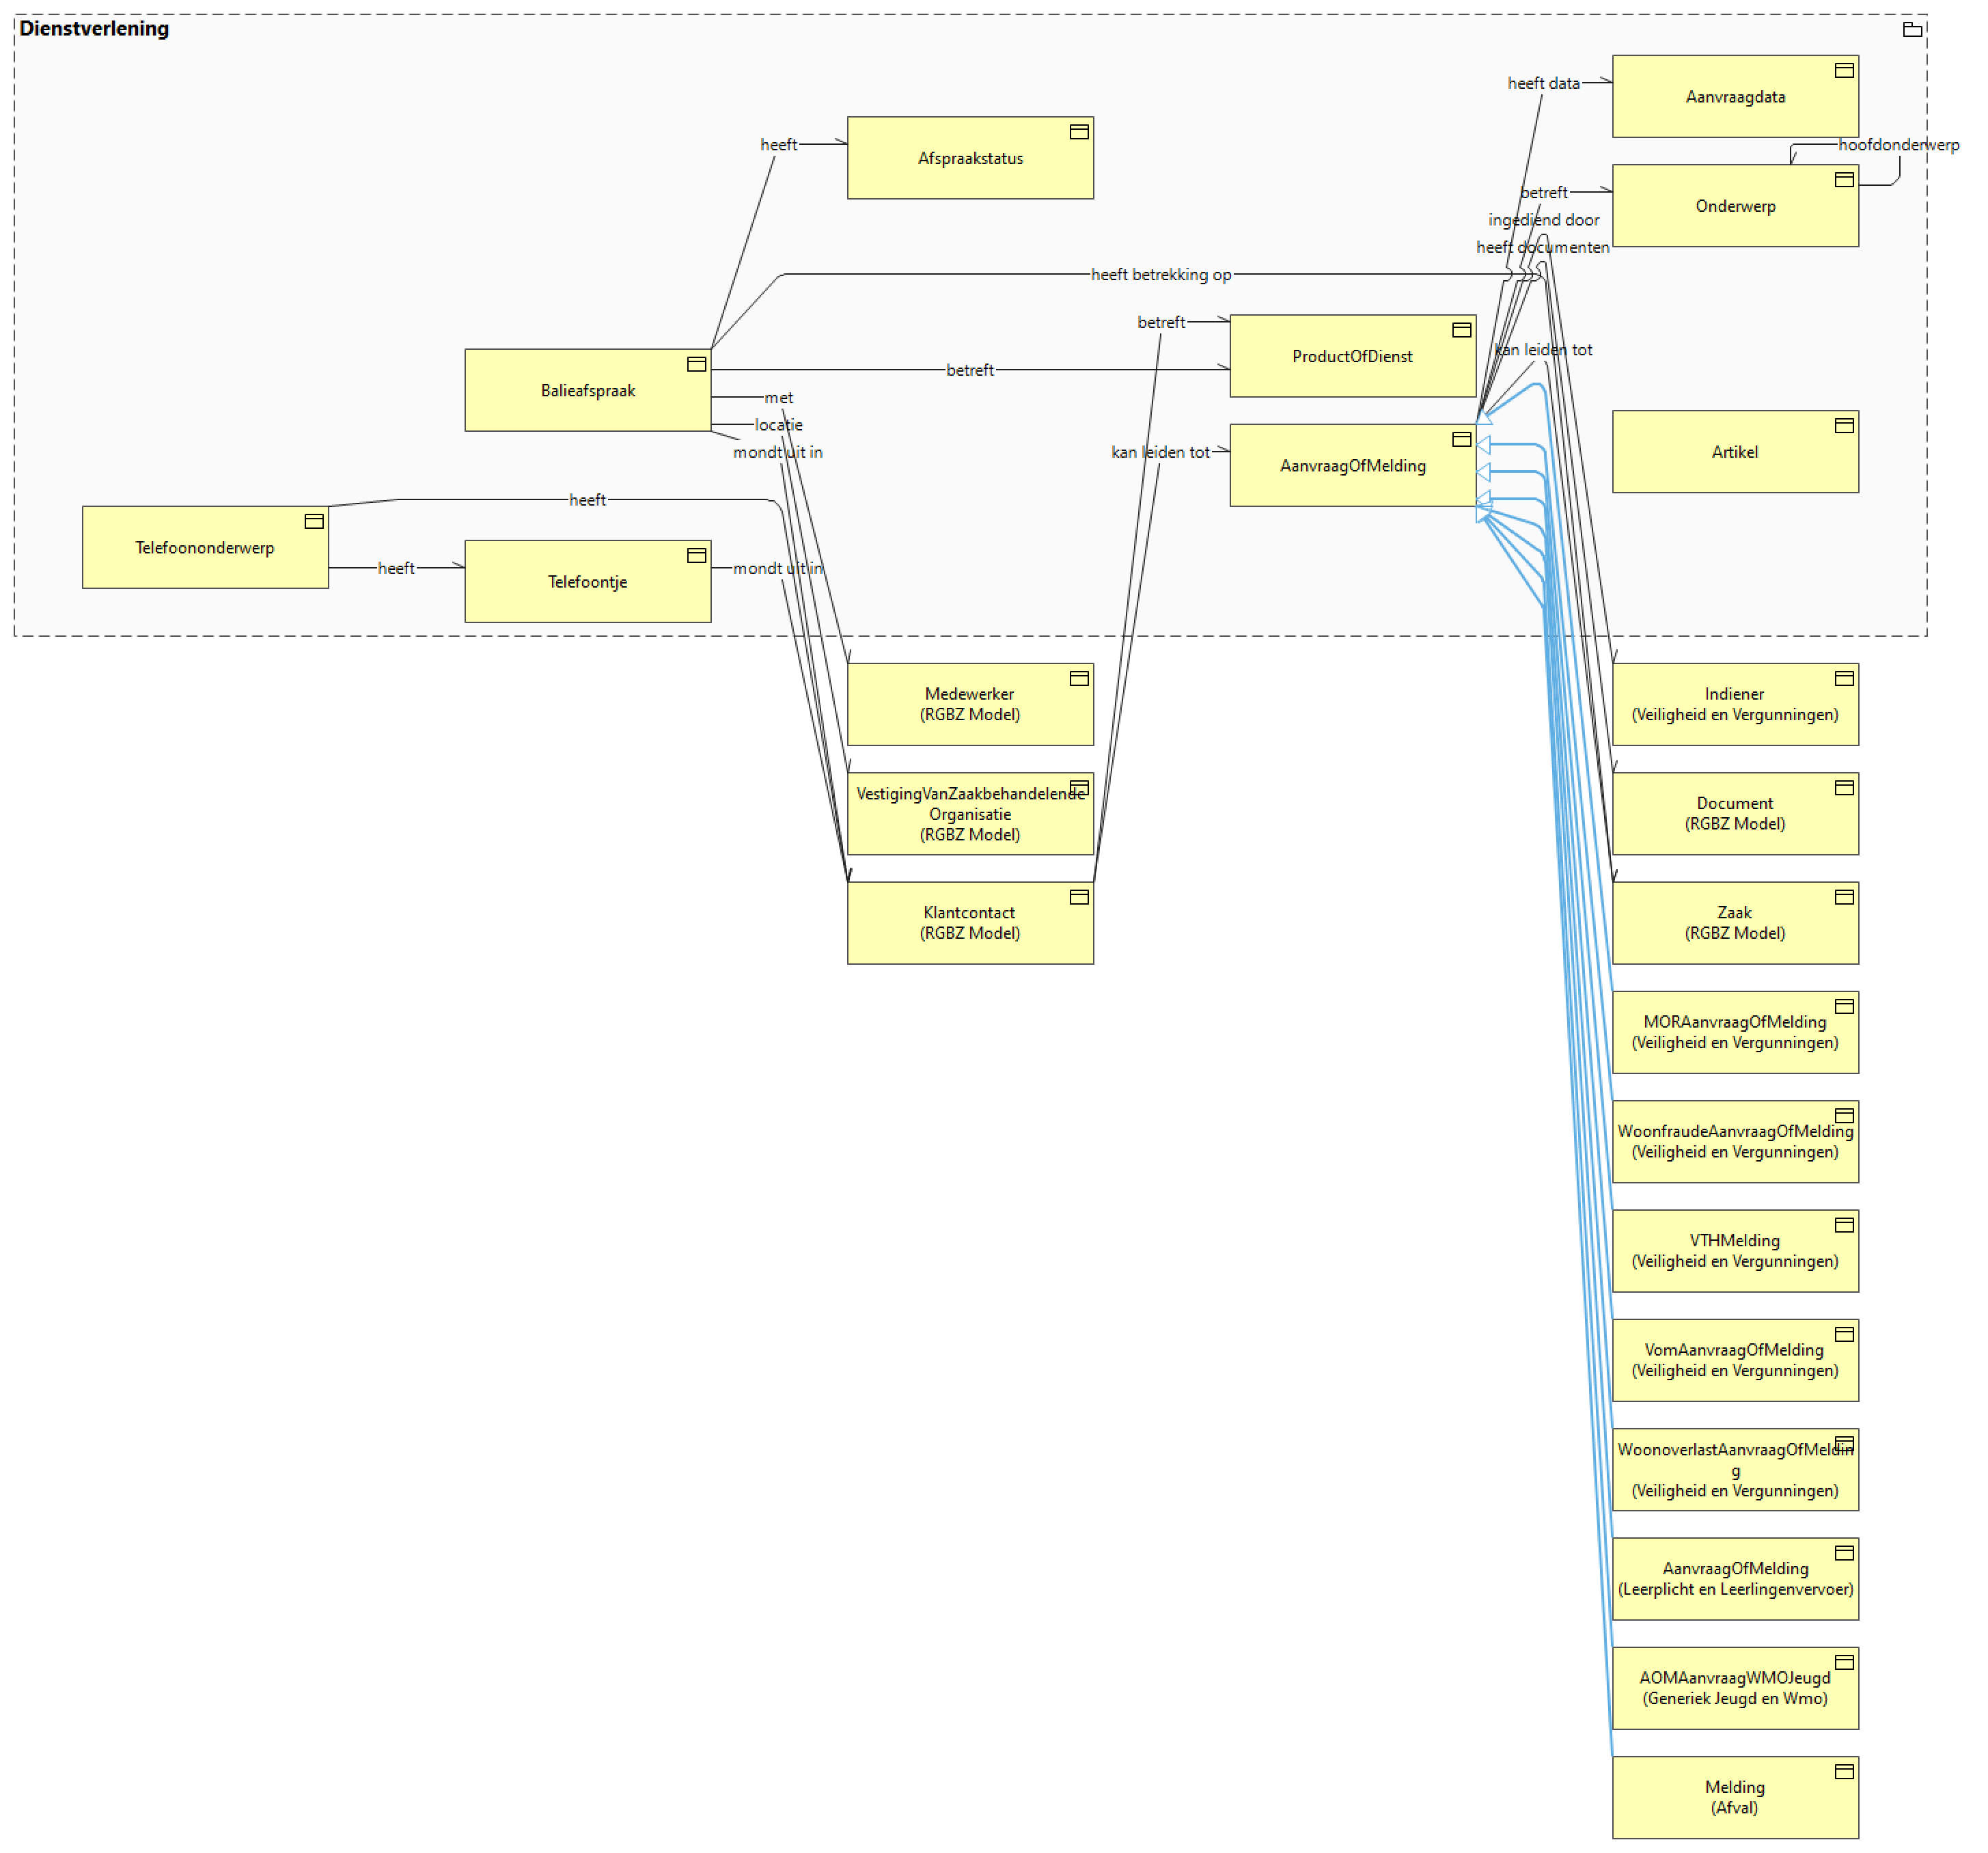 Dienstverlening
heeft data
Aanvraagdata
heeft
Afspraakstatus
hoofdonderwerp
betreft
Onderwerp
ingediend door
heeft documenten
heeft betrekking op
betreft
ProductOfDienst
kan leiden tot
Balieafspraak
betreft
met
locatie
mondt uit in
kan leiden tot
AanvraagOfMelding
Artikel
heeft
Telefoononderwerp
heeft
Telefoontje
mondt uit in
Medewerker
(RGBZ Model)
Indiener
(Veiligheid en Vergunningen)
VestigingVanZaakbehandelende
Organisatie
(RGBZ Model)
Document
(RGBZ Model)
Klantcontact
(RGBZ Model)
Zaak
(RGBZ Model)
MORAanvraagOfMelding
(Veiligheid en Vergunningen)
WoonfraudeAanvraagOfMelding
(Veiligheid en Vergunningen)
VTHMelding
(Veiligheid en Vergunningen)
VomAanvraagOfMelding
(Veiligheid en Vergunningen)
WoonoverlastAanvraagOfMeldin
g
(Veiligheid en Vergunningen)
AanvraagOfMelding
(Leerplicht en Leerlingenvervoer)
AOMAanvraagWMOJeugd
(Generiek Jeugd en Wmo)
Melding
(Afval)